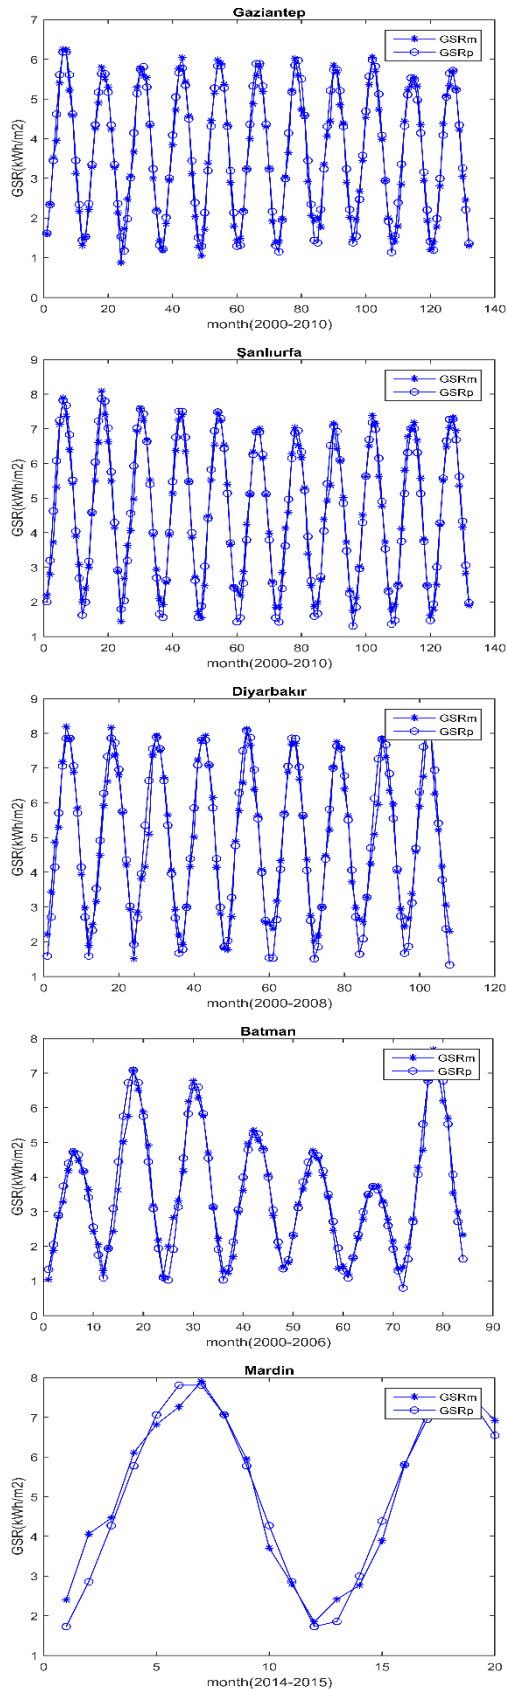 Gaziantep
7
6
5
4
3
2
1
0
GSR(kWh/m2)
GSRm
GSRp
0 20 40 60 80 100 120 140
month(2000-2010)
Şanlıurfa
9
8
7
6
5
4
3
2
1
GSR(kWh/m2)
GSRm
GSRp
0 20 40 60 80 100 120 140
month(2000-2010)
Diyarbakır
9
8
7
6
5
4
3
2
1
GSR(kWh/m2)
GSRm
GSRp
0 20 40 60 80 100 120
month(2000-2008)
Batman
8
7
6
5
4
3
2
1
0
GSR(kWh/m2)
GSRm
GSRp
0 10 20 30 40 50 60 70 80 90
month(2000-2006)
Mardin
8
7
6
5
4
3
2
1
GSR(kWh/m2)
GSRm
GSRp
0 5 10 15 20
month(2014-2015)